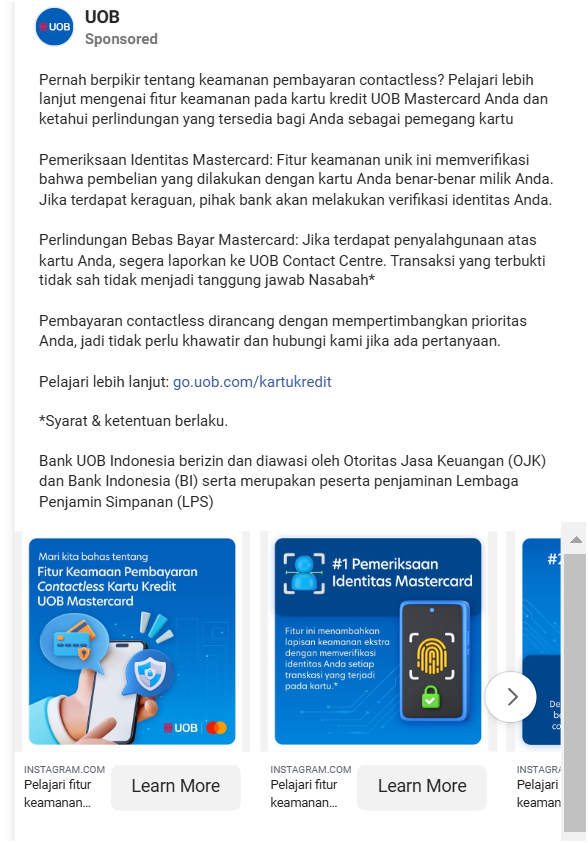 UOB
UOB
Sponsored
Pernah berpikir tentang keamanan pembayaran contactless? Pelajari lebih
lanjut mengenai fitur keamanan pada kartu kredit UOB Mastercard Anda dan
ketahui perlindungan yang tersedia bagi Anda sebagai pemegang kartu
Pemeriksaan Identitas Mastercard: Fitur keamanan unik ini memverifikasi
bahwa pembelian yang dilakukan dengan kartu Anda benar-benar milik Anda.
Jika terdapat keraguan, pihak bank akan melakukan verifikasi identitas Anda.
Perlindungan Bebas Bayar Mastercard: Jika terdapat penyalahgunaan atas
kartu Anda, segera laporkan ke UOB Contact Centre. Transaksi yang terbukti
tidak sah tidak menjadi tanggung jawab Nasabah*
Pembayaran contactless dirancang dengan mempertimbangkan prioritas
Anda, jadi tidak perlu khawatir dan hubungi kami jika ada pertanyaan.
Pelajari lebih lanjut: go.uob.com/kartukredit
*Syarat & ketentuan berlaku.
Bank UOB Indonesia berizin dan diawasi oleh Otoritas Jasa Keuangan (OJK)
dan Bank Indonesia (BI) serta merupakan peserta penjaminan Lembaga
Penjamin Simpanan (LPS)
Mari kita bahas tentang
Fitur Keamaan Pembayaran
Contactless Kartu Kredit
UOB Mastercard
UOB
#1 Pemeriksaan
Identitas Mastercard
Fitur ini menambahkan
lapisan keamanan ekstra
dengan memverifikasi
identitas Anda setiap
transkasi yang terjadi
pada kartu.*
INSTAGRAM.COM
Pelajari fitur
keamanan...
Learn More
INSTAGRAM.COM
Pelajari fitur
keamanan...
Learn More
INSTAGRA
Pelajari
keaman